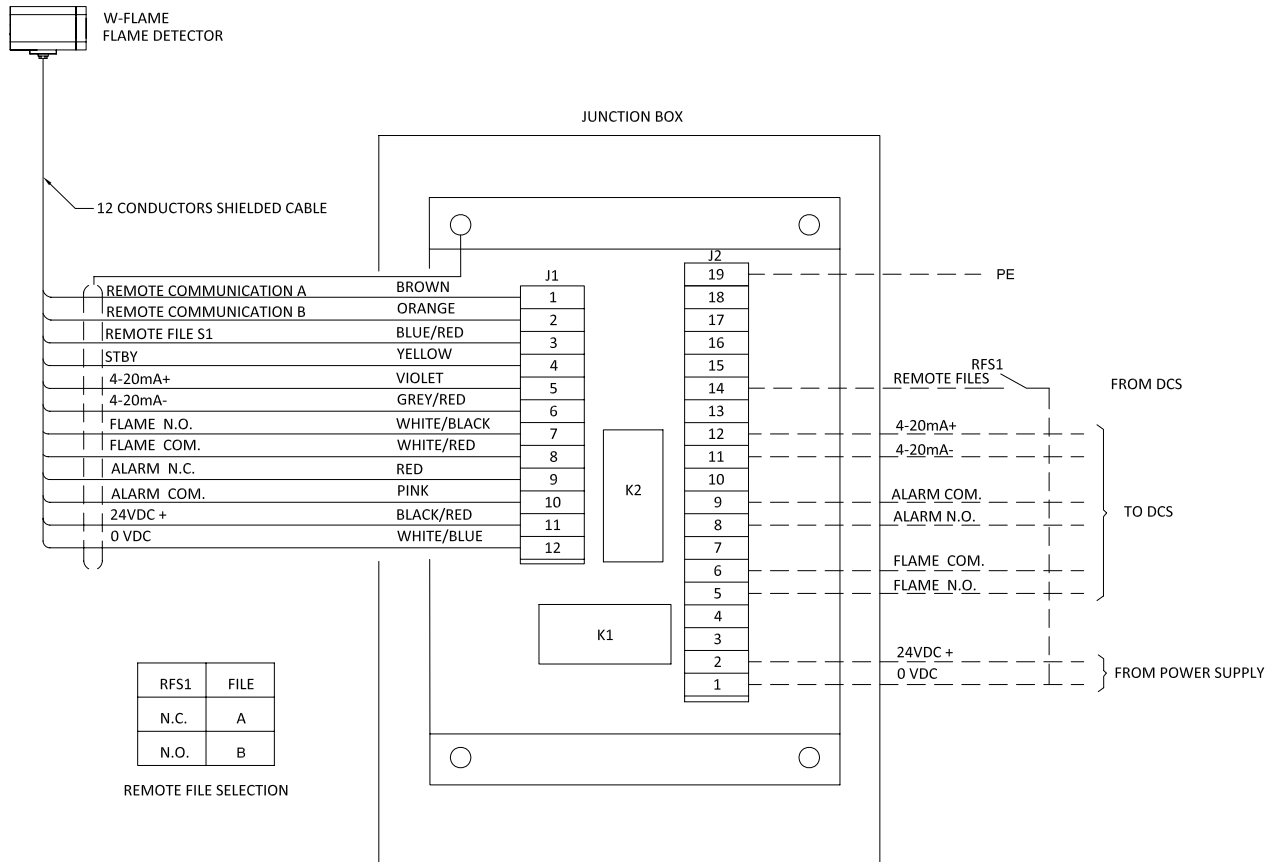 W-FLAME
FLAME DETECTOR
JUNCTION BOX
12 CONDUCTORS SHIELDED CABLE
J1
REMOTE COMMUNICATION A BROWN 1
REMOTE COMMUNICATION B ORANGE 2
REMOTE FILE S1 BLUE/RED 3
STBY YELLOW 4
4-20mA+ VIOLET 5
4-20mA- GREY/RED 6
FLAME N.O. WHITE/BLACK 7
FLAME COM. WHITE/RED 8
ALARM N.C. RED 9
ALARM COM. PINK 10
24VDC + BLACK/RED 11
0 VDC WHITE/BLUE 12
K2
K1
J2
19 PE
18
17
16
15
RFS1
14 REMOTE FILES FROM DCS
13
12 4-20mA+
11 4-20mA-
10
9 ALARM COM.
8 ALARM N.O.
TO DCS
7
6 FLAME COM.
5 FLAME N.O.
4
3
2 24VDC +
1 0 VDC
FROM POWER SUPPLY
RFS1 FILE
N.C. A
N.O. B
REMOTE FILE SELECTION